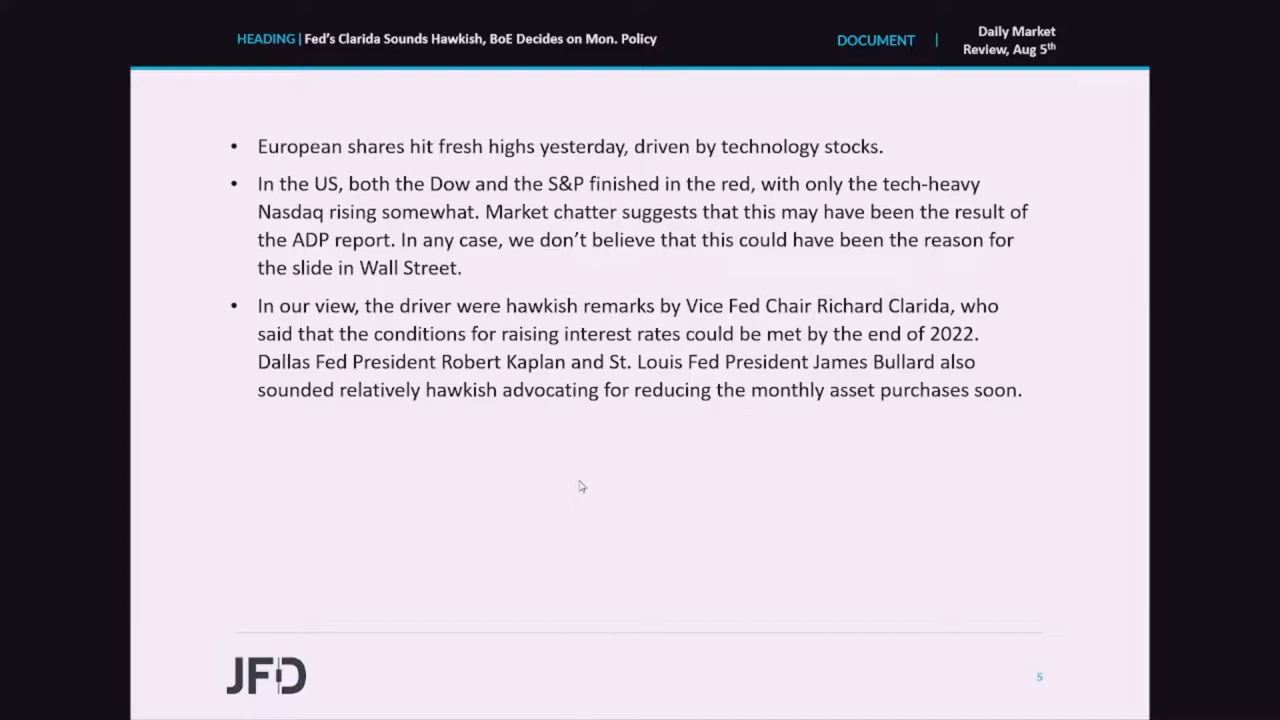 HEADING | Fed's Clarida Sounds Hawkish, BoE Decides on Mon. Policy
DOCUMENT | Daily Market
Review, Aug 5th
• European shares hit fresh highs yesterday, driven by technology stocks.
• In the US, both the Dow and the S&P finished in the red, with only the tech-heavy
Nasdaq rising somewhat. Market chatter suggests that this may have been the result of
the ADP report. In any case, we don't believe that this could have been the reason for
the slide in Wall Street.
• In our view, the driver were hawkish remarks by Vice Fed Chair Richard Clarida, who
said that the conditions for raising interest rates could be met by the end of 2022.
Dallas Fed President Robert Kaplan and St. Louis Fed President James Bullard also
sounded relatively hawkish advocating for reducing the monthly asset purchases soon.
JFD
5